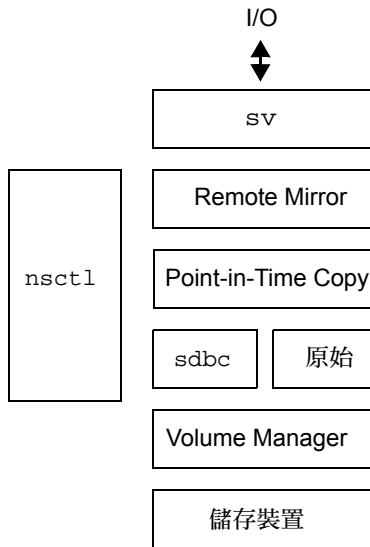 I/O
sv
Remote Mirror
nsctl
Point-in-Time Copy
sdbc
原始
Volume Manager
儲存裝置